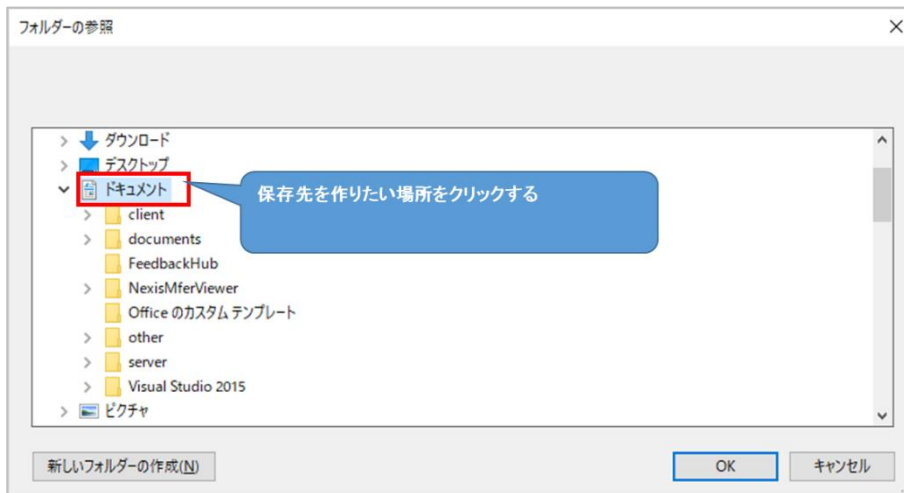 フォルダーの参照
ダウンロード
デスクトップ
ドキュメント
保存先を作りたい場所をクリックする
client
documents
FeedbackHub
NexisMferViewer
Office のカスタム テンプレート
other
server
Visual Studio 2015
ピクチャ
新しいフォルダーの作成(N)
OK
キャンセル